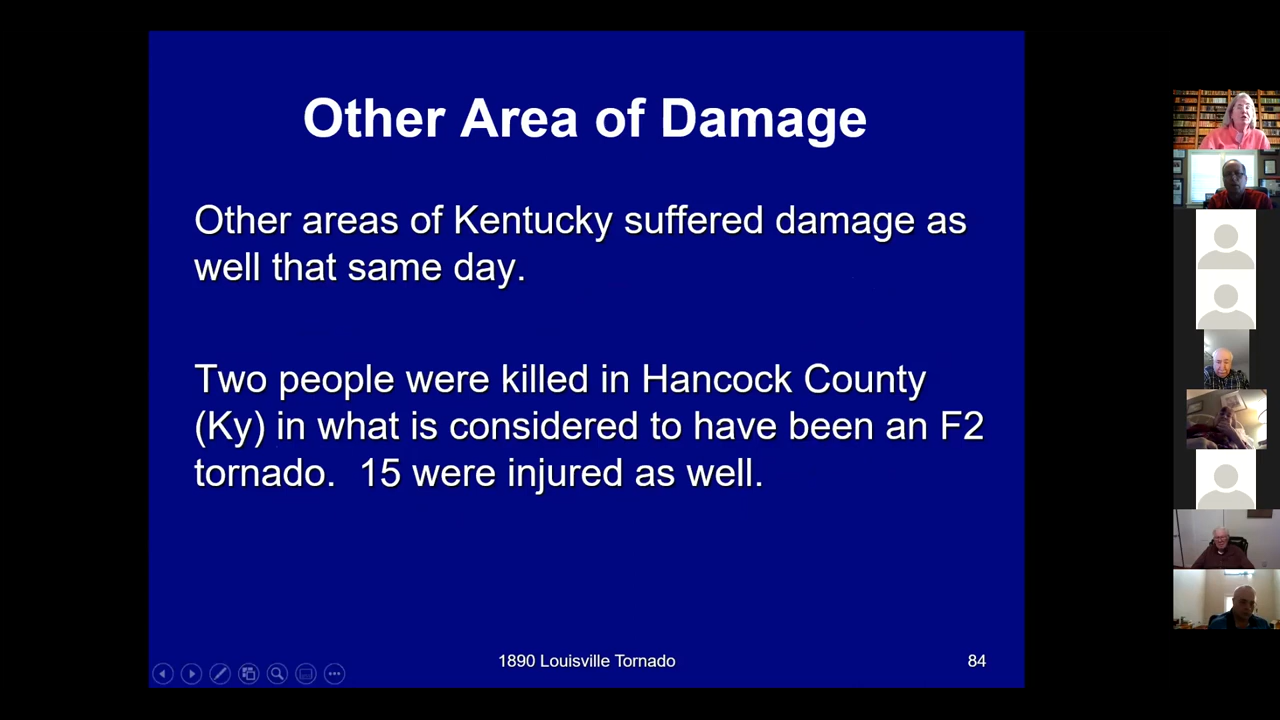 Other Area of Damage
Other areas of Kentucky suffered damage as
well that same day.
Two people were killed in Hancock County
(Ky) in what is considered to have been an F2
tornado.  15 were injured as well.
1890 Louisville Tornado
84